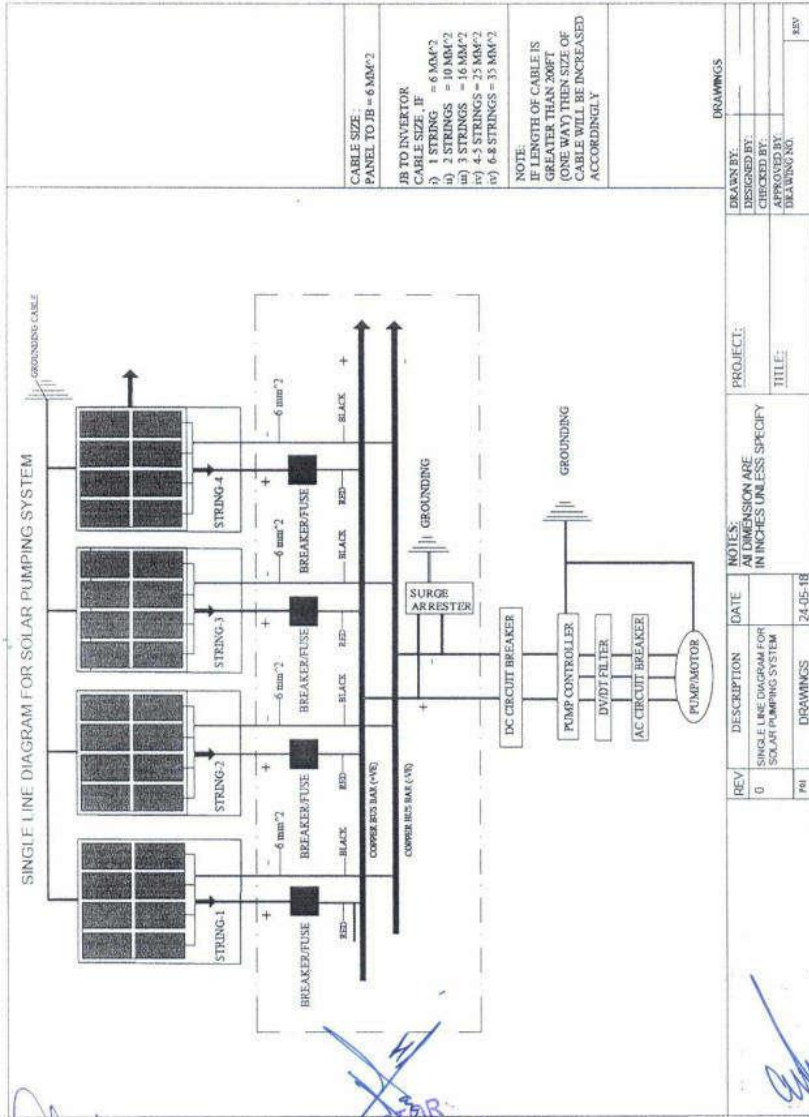 SINGLE LINE DIAGRAM FOR SOLAR PUMPING SYSTEM
GROUNDING CABLE
STRING-1
STRING-2
STRING-3
STRING-4
+
-
6 mm^2
+
-
6 mm^2
+
-
6 mm^2
+
-
6 mm^2
BREAKER/FUSE
BREAKER/FUSE
BREAKER/FUSE
BREAKER/FUSE
RED
BLACK
RED
BLACK
RED
BLACK
RED
BLACK
COPPER BUS BAR (+VE)
+
COPPER BUS BAR (-VE)
-
+
-
SURGE
ARRESTER
GROUNDING
DC CIRCUIT BREAKER
PUMP CONTROLLER
GROUNDING
DV/DT FILTER
AC CIRCUIT BREAKER
PUMP/MOTOR
CABLE SIZE :
PANEL TO JB = 6 MM^2
JB TO INVERTOR
CABLE SIZE , IF
i) 1 STRING = 6 MM^2
ii) 2 STRINGS = 10 MM^2
iii) 3 STRINGS = 16 MM^2
iv) 4-5 STRINGS = 25 MM^2
iv) 6-8 STRINGS = 35 MM^2
NOTE:
IF LENGTH OF CABLE IS
GREATER THAN 200FT
(ONE WAY) THEN SIZE OF
CABLE WILL BE INCREASED
ACCORDINGLY
DRAWINGS
REV
DESCRIPTION
DATE
0
SINGLE LINE DIAGRAM FOR
SOLAR PUMPING SYSTEM
P01
DRAWINGS
24-05-18
NOTES:
All DIMENSION ARE
IN INCHES UNLESS SPECIFY
PROJECT:
TITLE:
DRAWN BY:
DESIGNED BY:
CHECKED BY:
APPROVED BY:
DRAWING NO.
REV